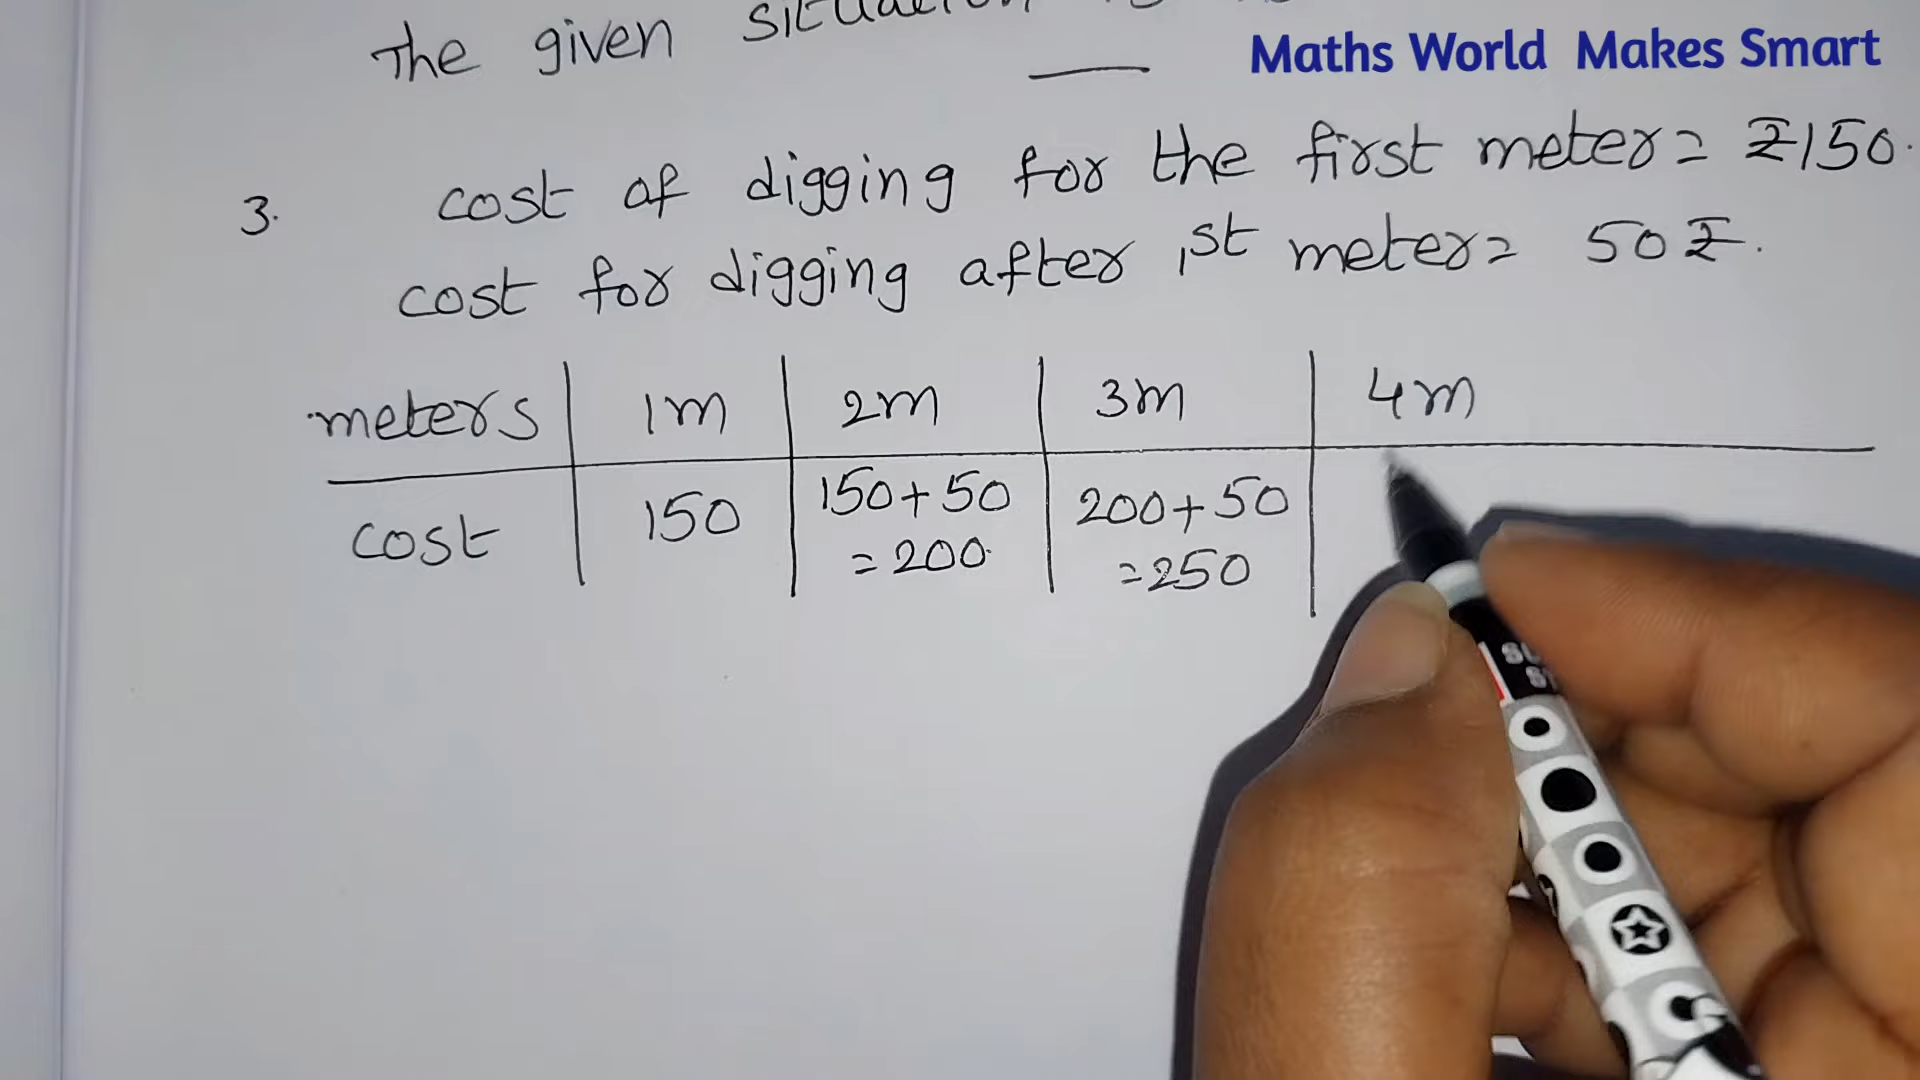 The given situation
Maths World Makes Smart
3. cost of digging for the first meter = ₹150.
cost for digging after 1st meter = 50₹.
meters 1m 2m 3m 4m
cost 150 150+50 200+50
=200 =250